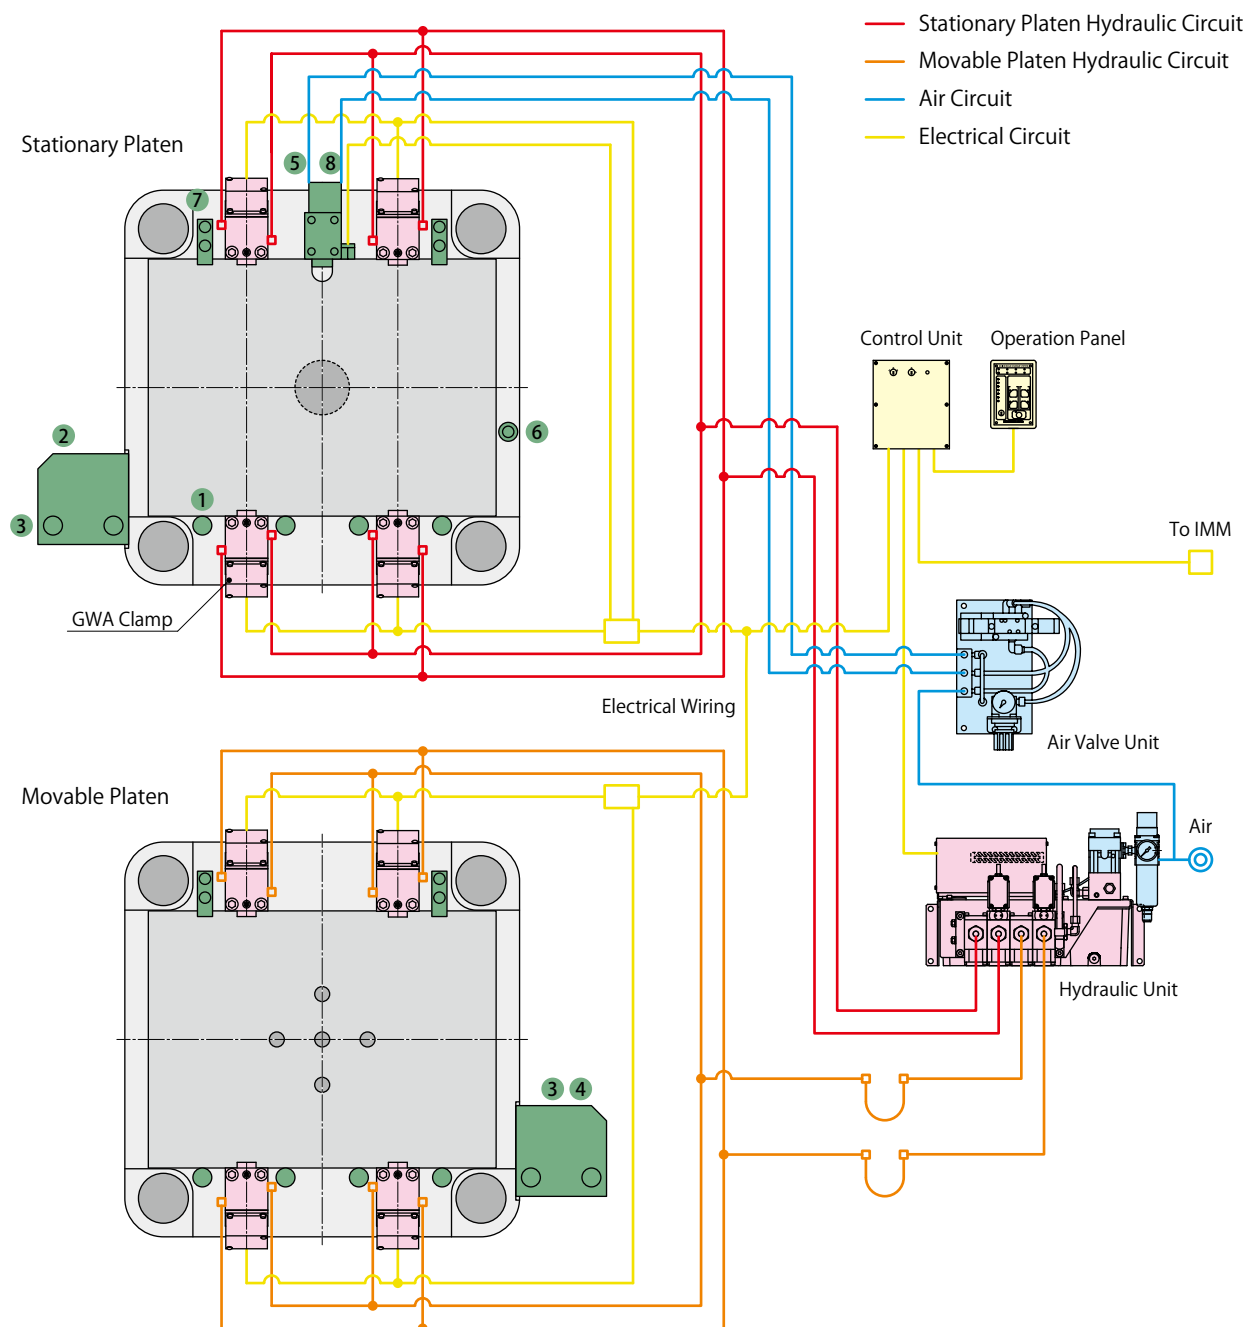 Stationary Platen Hydraulic Circuit
Movable Platen Hydraulic Circuit
Air Circuit
Electrical Circuit
Stationary Platen
5 8
7
Control Unit Operation Panel
2
6
1
3
To IMM
GWA Clamp
Electrical Wiring
Air Valve Unit
Movable Platen
Air
Hydraulic Unit
3 4